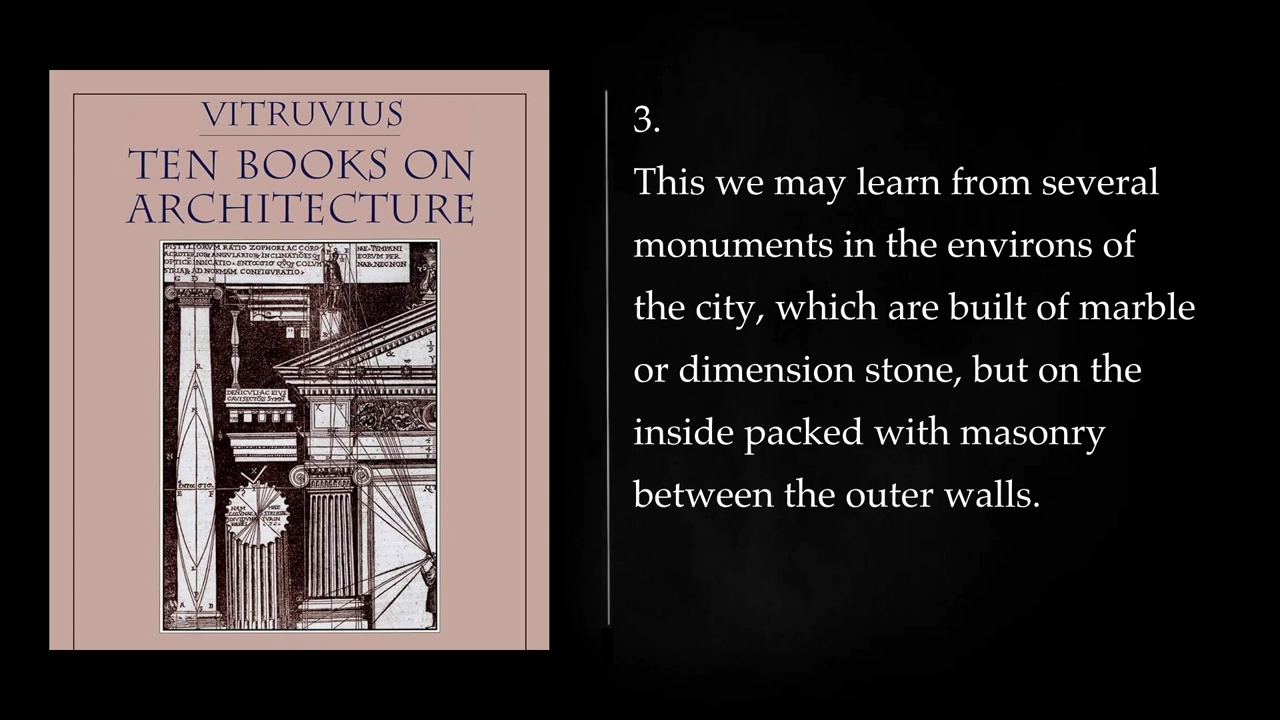 VITRUVIUS
TEN BOOKS ON
ARCHITECTURE
3.
This we may learn from several
monuments in the environs of
the city, which are built of marble
or dimension stone, but on the
inside packed with masonry
between the outer walls.